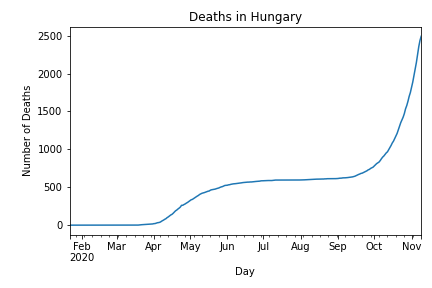 Deaths in Hungary
Number of Deaths
2500
2000
1500
1000
500
0
Feb Mar Apr May Jun Jul Aug Sep Oct Nov
2020
Day